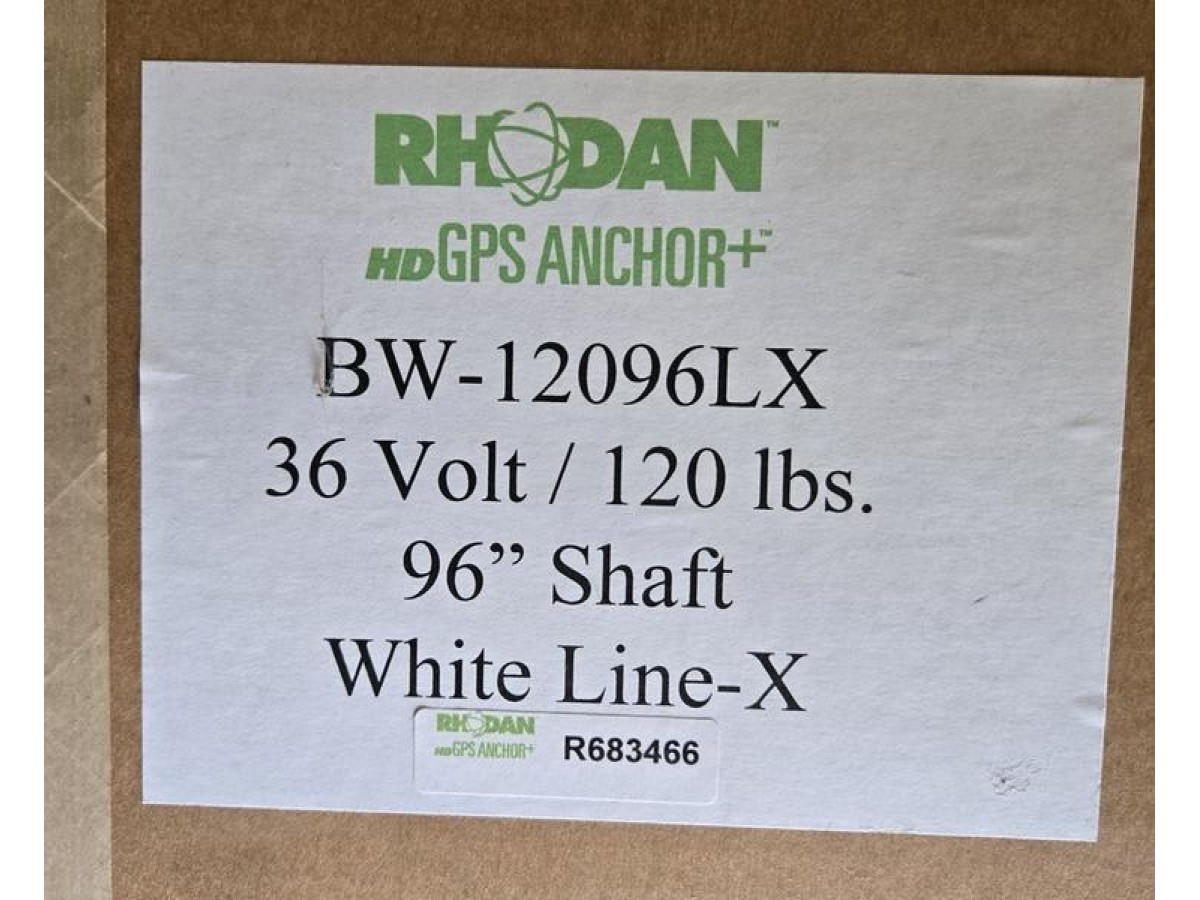 RHODAN™
HD GPS ANCHOR+™
BW-12096LX
36 Volt / 120 lbs.
96” Shaft
White Line-X
RHODAN
HD GPS ANCHOR+ R683466